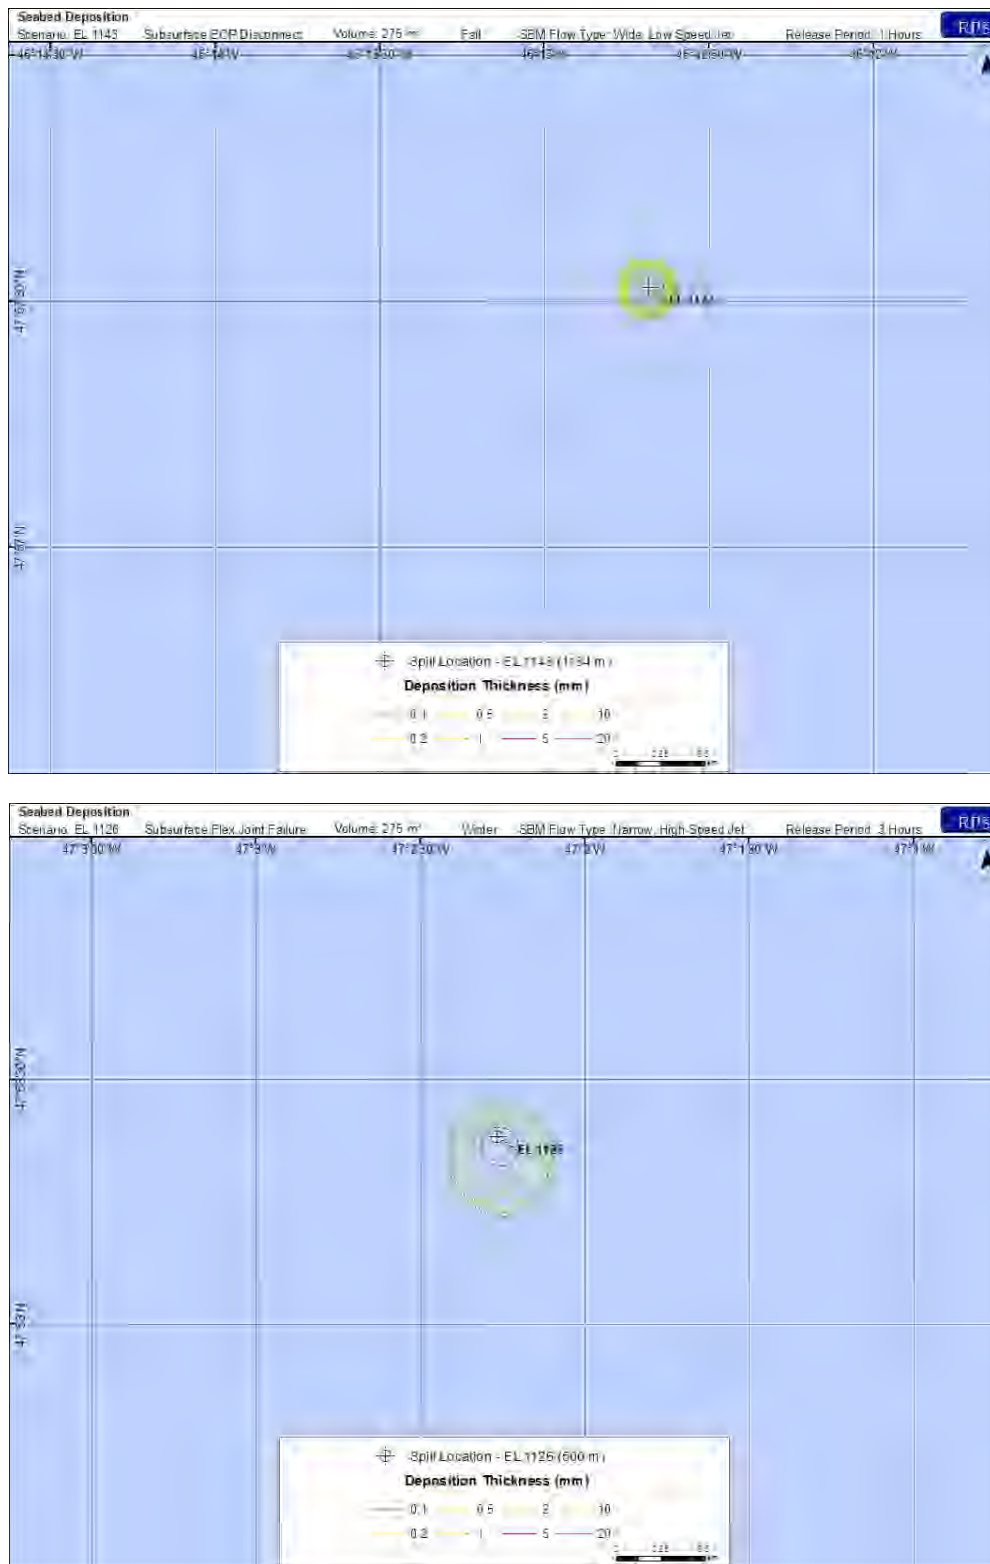 Seabed Deposition
Scenario: EL 1143 Subsurface BOP Disconnect Volume: 275 m³ Fall SBM Flow Type: Wide, Low Speed Jet Release Period: 1 Hours RPS
47°57'N
Spill Location - EL 1143 (1134 m)
Deposition Thickness (mm)
0.1 0.5 2 10
0.2 1 5 20
Seabed Deposition
Scenario: EL 1126 Subsurface Flex Joint Failure Volume: 275 m³ Winter SBM Flow Type: Narrow, High-Speed Jet Release Period: 3 Hours RPS
47°3'30"W 47°3'W 47°2'30"W 47°2'W 47°1'30"W 47°1'W
EL 1126
Spill Location - EL 1126 (500 m)
Deposition Thickness (mm)
0.1 0.5 2 10
0.2 1 5 20